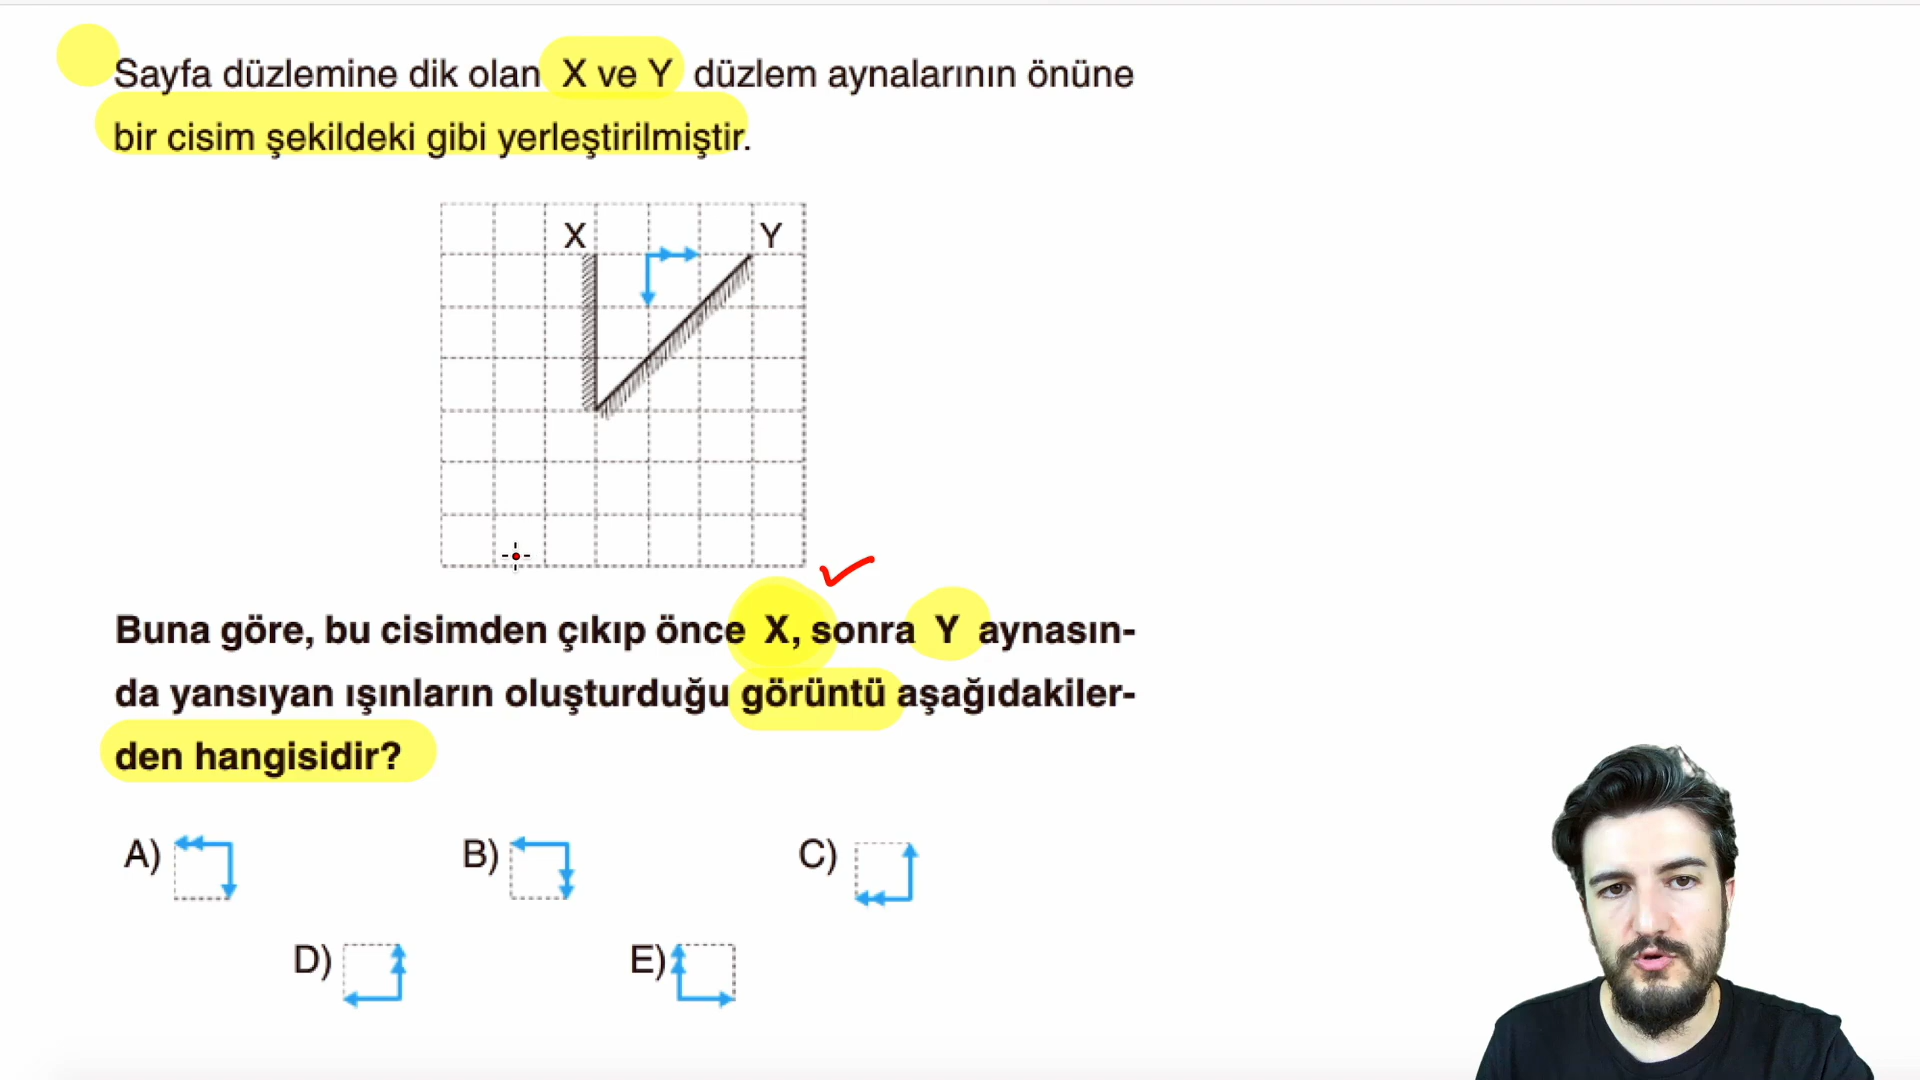 Sayfa düzlemine dik olan X ve Y düzlem aynalarının önüne
bir cisim şekildeki gibi yerleştirilmiştir.
X
Y
Buna göre, bu cisimden çıkıp önce X, sonra Y aynasın-
da yansıyan ışınların oluşturduğu görüntü aşağıdakiler-
den hangisidir?
A)
B)
C)
D)
E)